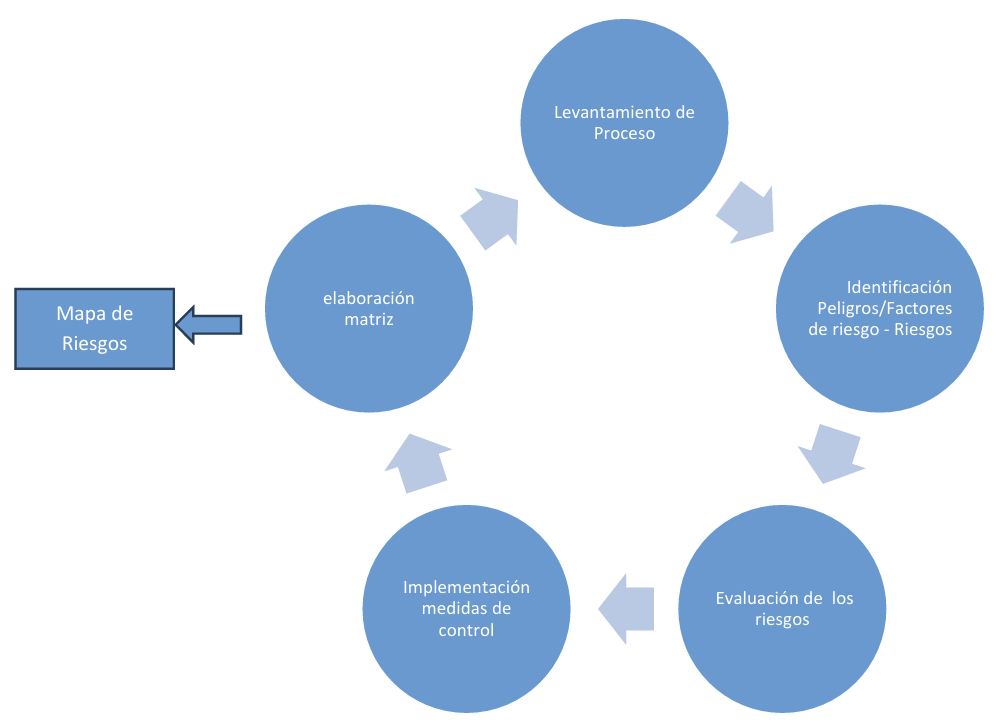 Levantamiento de
Proceso
Identificación
Peligros/Factores
de riesgo - Riesgos
Evaluación de  los
riesgos
Implementación
medidas de
control
elaboración
matriz
Mapa de
Riesgos